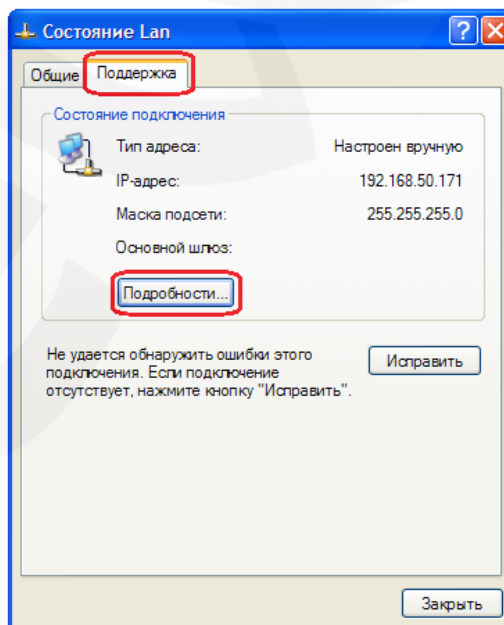 Состояние Lan
Общие Поддержка
Состояние подключения
Тип адреса: Настроен вручную
IP-адрес: 192.168.50.171
Маска подсети: 255.255.255.0
Основной шлюз:
Подробности...
Не удается обнаружить ошибки этого
подключения. Если подключение
отсутствует, нажмите кнопку "Исправить".
Исправить
Закрыть